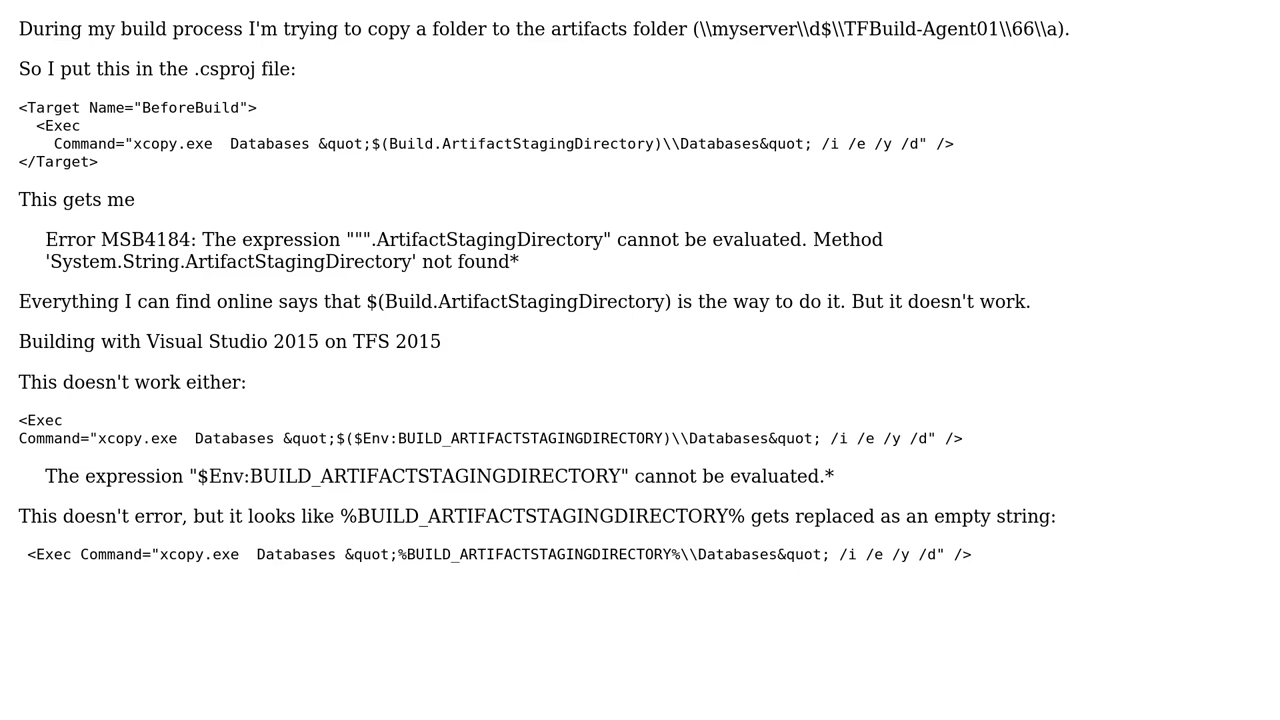 During my build process I'm trying to copy a folder to the artifacts folder (\\myserver\\d$\\TFBuild-Agent01\\66\\a).
So I put this in the .csproj file:
<Target Name="BeforeBuild">
  <Exec
    Command="xcopy.exe  Databases &quot;$(Build.ArtifactStagingDirectory)\\Databases&quot; /i /e /y /d" />
</Target>
This gets me
Error MSB4184: The expression """.ArtifactStagingDirectory" cannot be evaluated. Method
'System.String.ArtifactStagingDirectory' not found*
Everything I can find online says that $(Build.ArtifactStagingDirectory) is the way to do it. But it doesn't work.
Building with Visual Studio 2015 on TFS 2015
This doesn't work either:
<Exec
Command="xcopy.exe  Databases &quot;$($Env:BUILD_ARTIFACTSTAGINGDIRECTORY)\\Databases&quot; /i /e /y /d" />
The expression "$Env:BUILD_ARTIFACTSTAGINGDIRECTORY" cannot be evaluated.*
This doesn't error, but it looks like %BUILD_ARTIFACTSTAGINGDIRECTORY% gets replaced as an empty string:
 <Exec Command="xcopy.exe  Databases &quot;%BUILD_ARTIFACTSTAGINGDIRECTORY%\\Databases&quot; /i /e /y /d" />